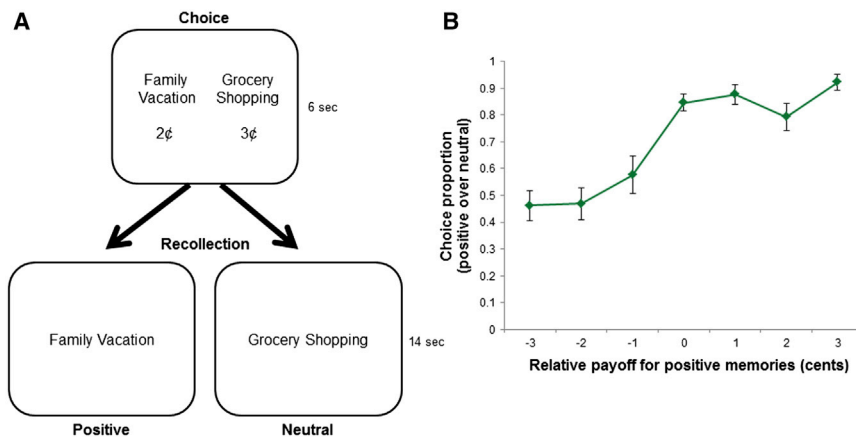 A
Choice
Family
Vacation
Grocery
Shopping
2¢
3¢
6 sec
Recollection
Family Vacation
Grocery Shopping
14 sec
Positive
Neutral
B
Choice proportion
(positive over neutral)
1
0.9
0.8
0.7
0.6
0.5
0.4
0.3
0.2
0.1
0
-3
-2
-1
0
1
2
3
Relative payoff for positive memories (cents)